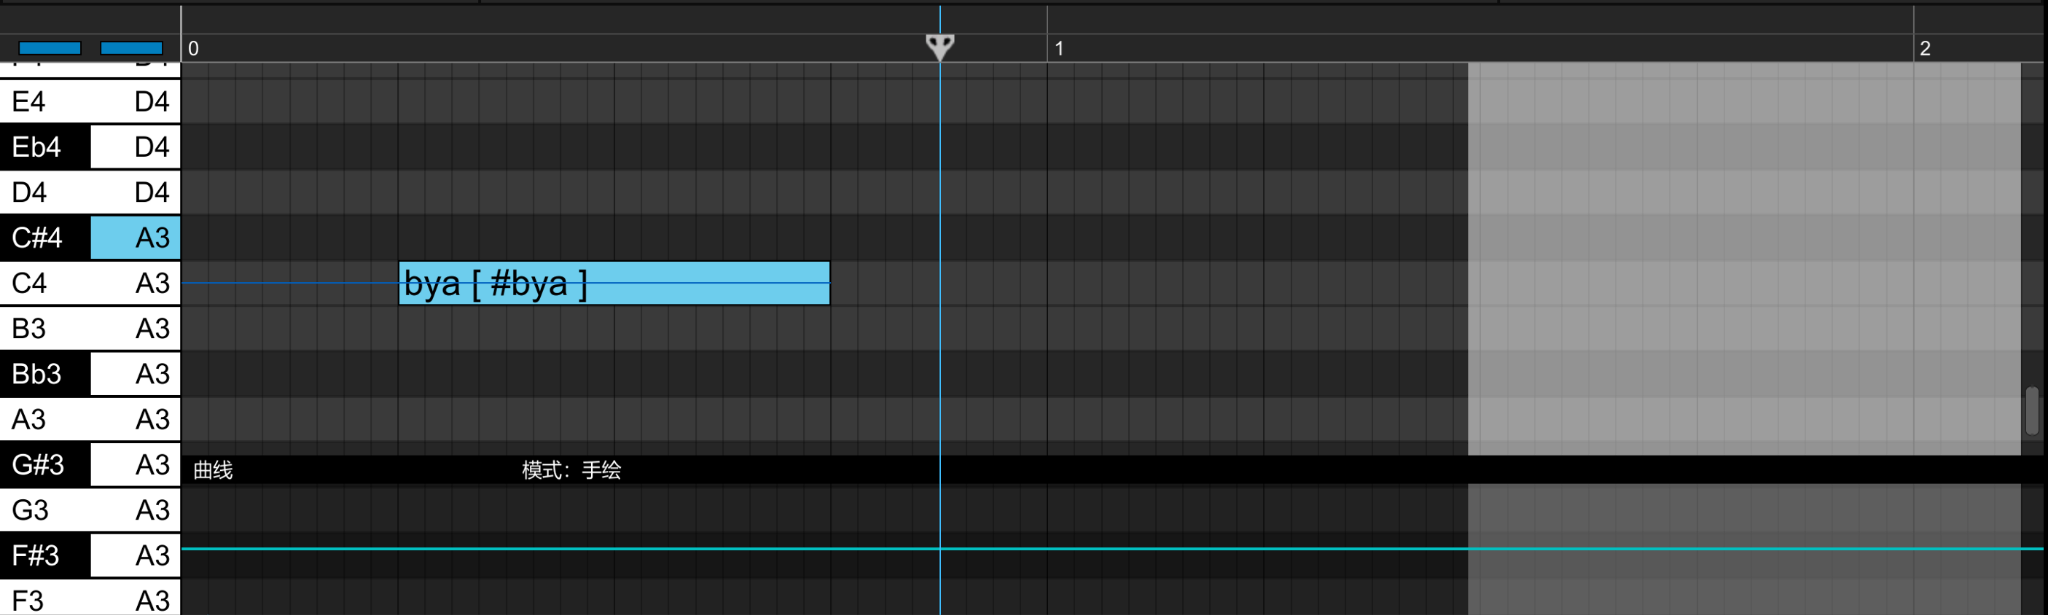 0 1 2
E4 D4
Eb4 D4
D4 D4
C#4 A3
C4 A3 bya [ #bya ]
B3 A3
Bb3 A3
A3 A3
G#3 A3 曲线 模式：手绘
G3 A3
F#3 A3
F3 A3